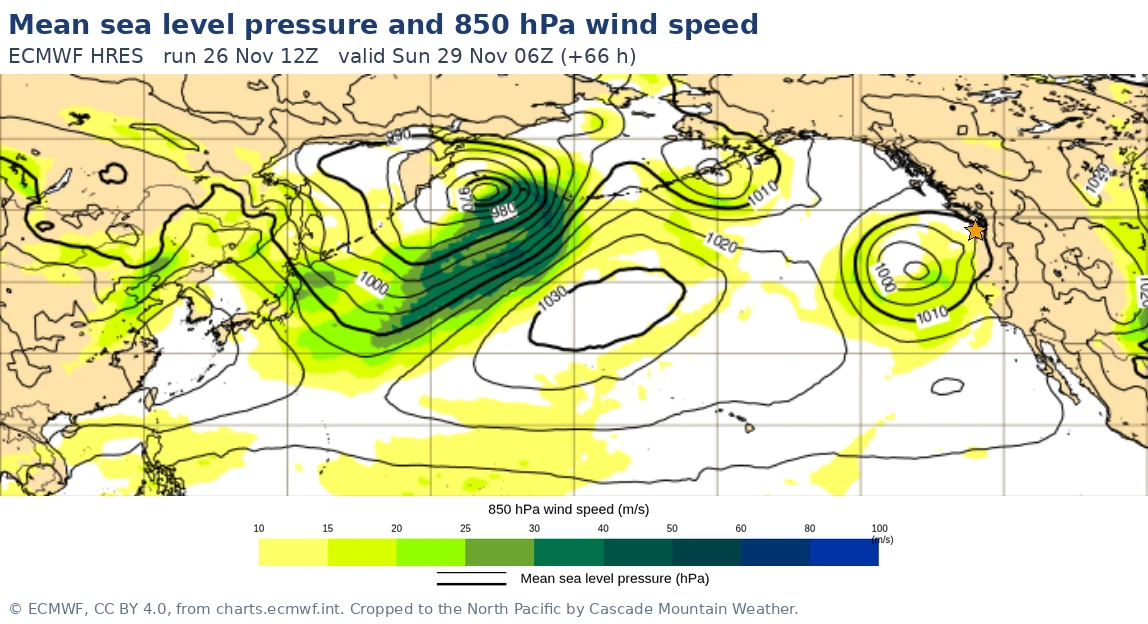 Mean sea level pressure and 850 hPa wind speed
ECMWF HRES run 26 Nov 12Z valid Sun 29 Nov 06Z (+66 h)
990
970
980
1010
1020
1020
1000
1000
1030
1010
850 hPa wind speed (m/s)
10 15 20 25 30 40 50 60 80 100
(m/s)
Mean sea level pressure (hPa)
© ECMWF, CC BY 4.0, from charts.ecmwf.int. Cropped to the North Pacific by Cascade Mountain Weather.